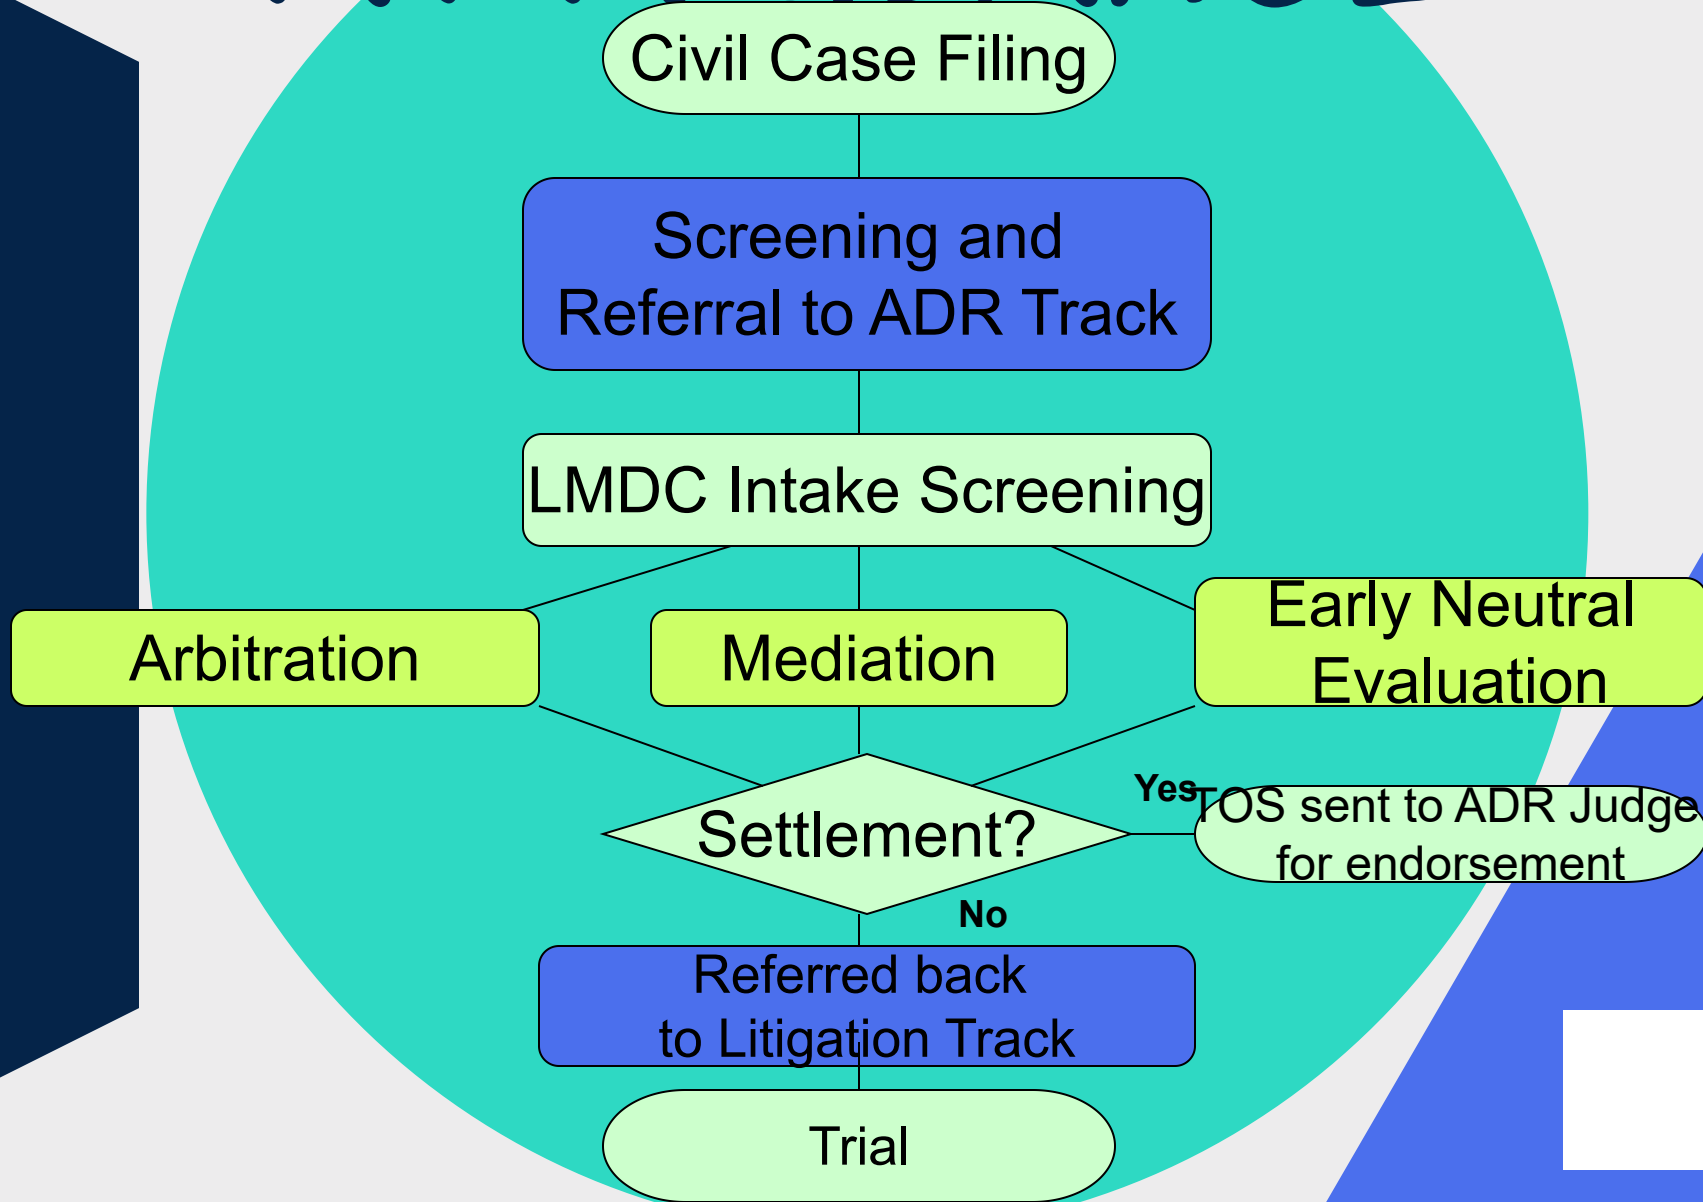 Civil Case Filing
Screening and
Referral to ADR Track
LMDC Intake Screening
Arbitration
Mediation
Early Neutral
Evaluation
Settlement?
Yes
TOS sent to ADR Judge
for endorsement
No
Referred back
to Litigation Track
Trial